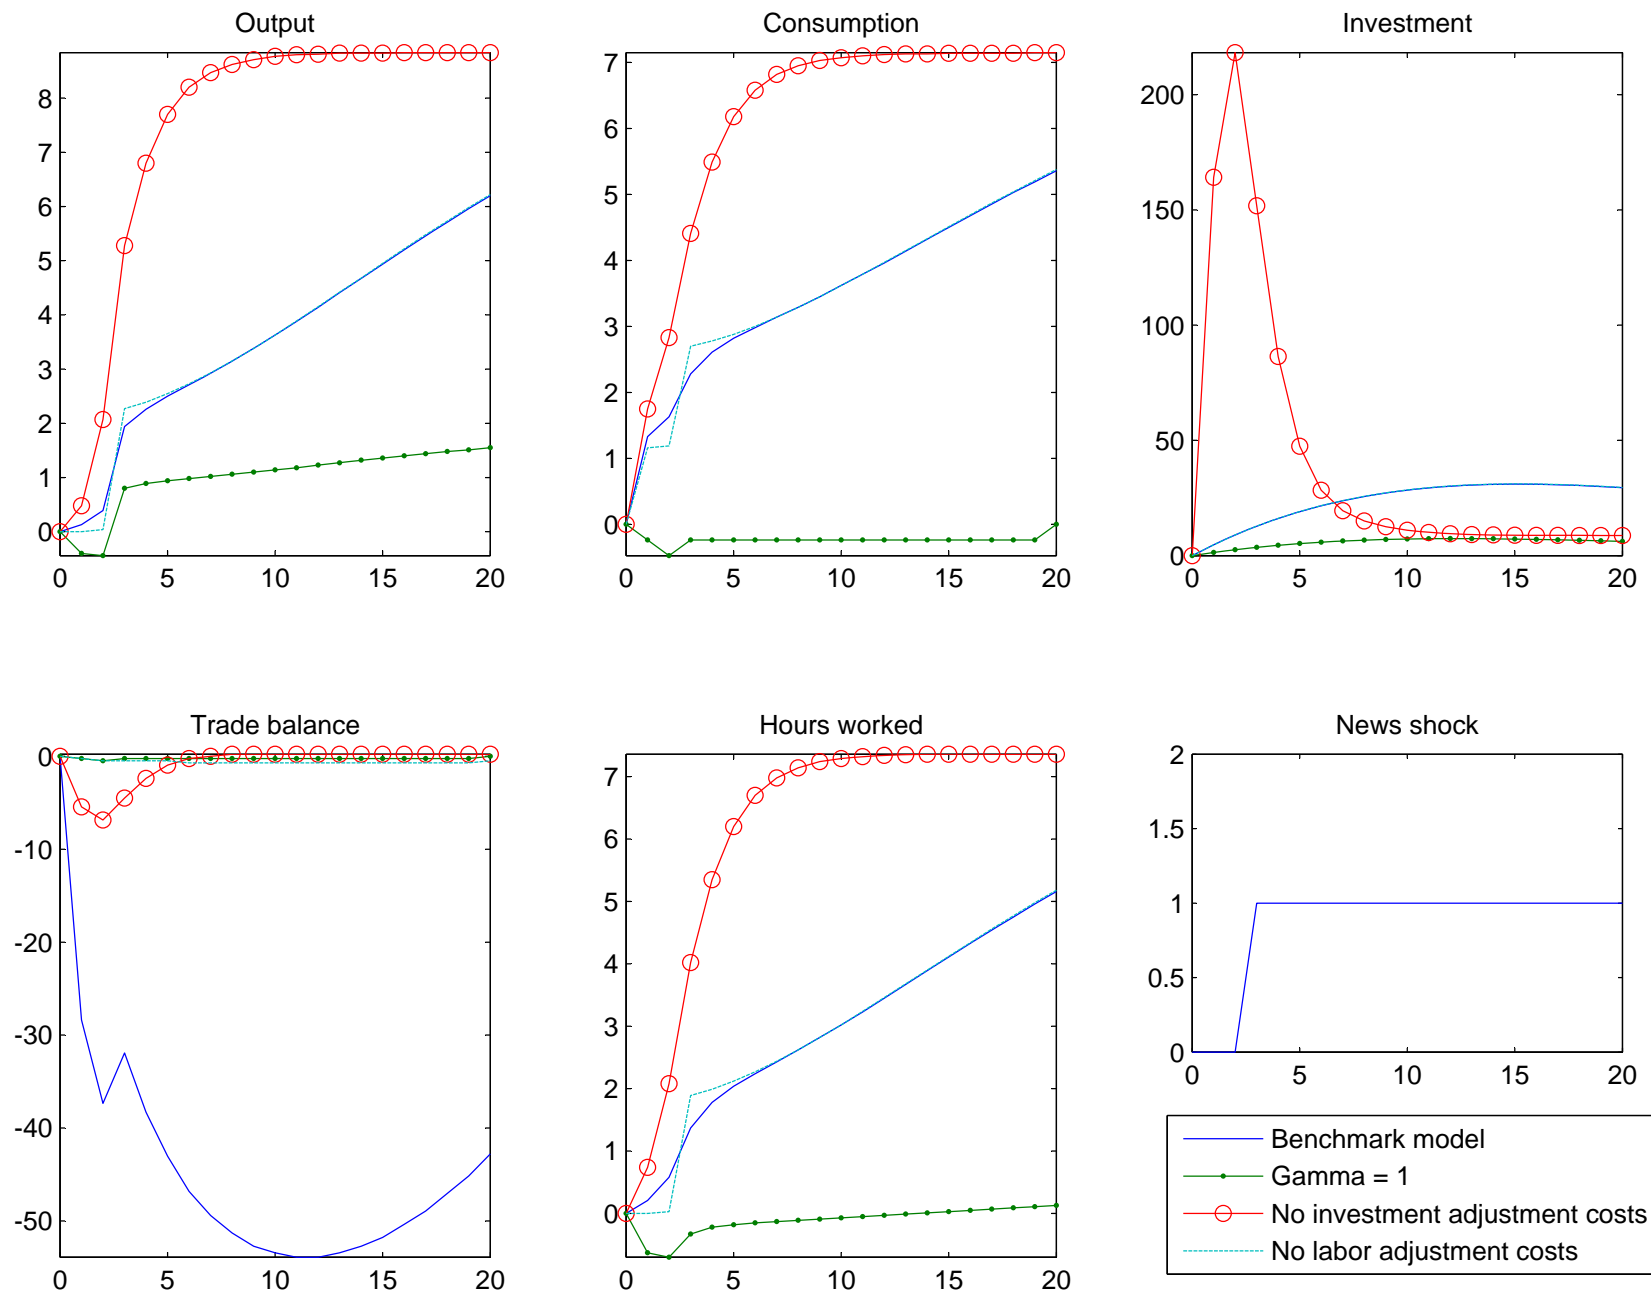 Output
Consumption
Investment
8
7
6
5
4
3
2
1
0
0 5 10 15 20
7
6
5
4
3
2
1
0
0 5 10 15 20
200
150
100
50
0
0 5 10 15 20
Trade balance
Hours worked
News shock
0
-10
-20
-30
-40
-50
0 5 10 15 20
7
6
5
4
3
2
1
0
0 5 10 15 20
2
1.5
1
0.5
0
0 5 10 15 20
Benchmark model
Gamma = 1
No investment adjustment costs
No labor adjustment costs